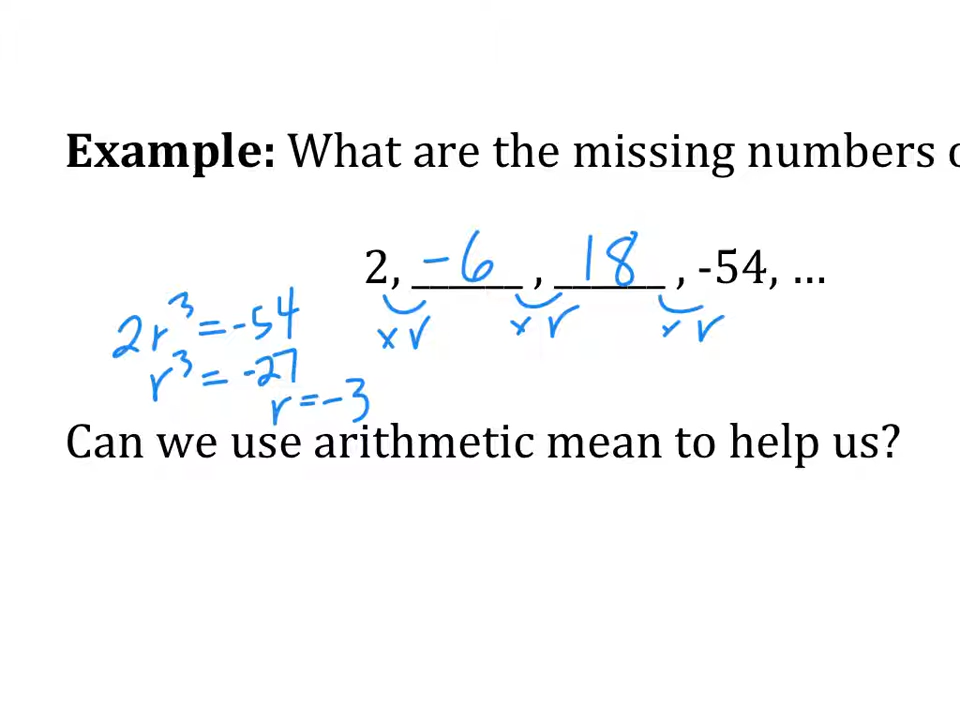 Example: What are the missing numbers
2, -6 , 18 , -54, ...
x r x r x r
2r³ = -54
r³ = -27
r = -3
Can we use arithmetic mean to help us?